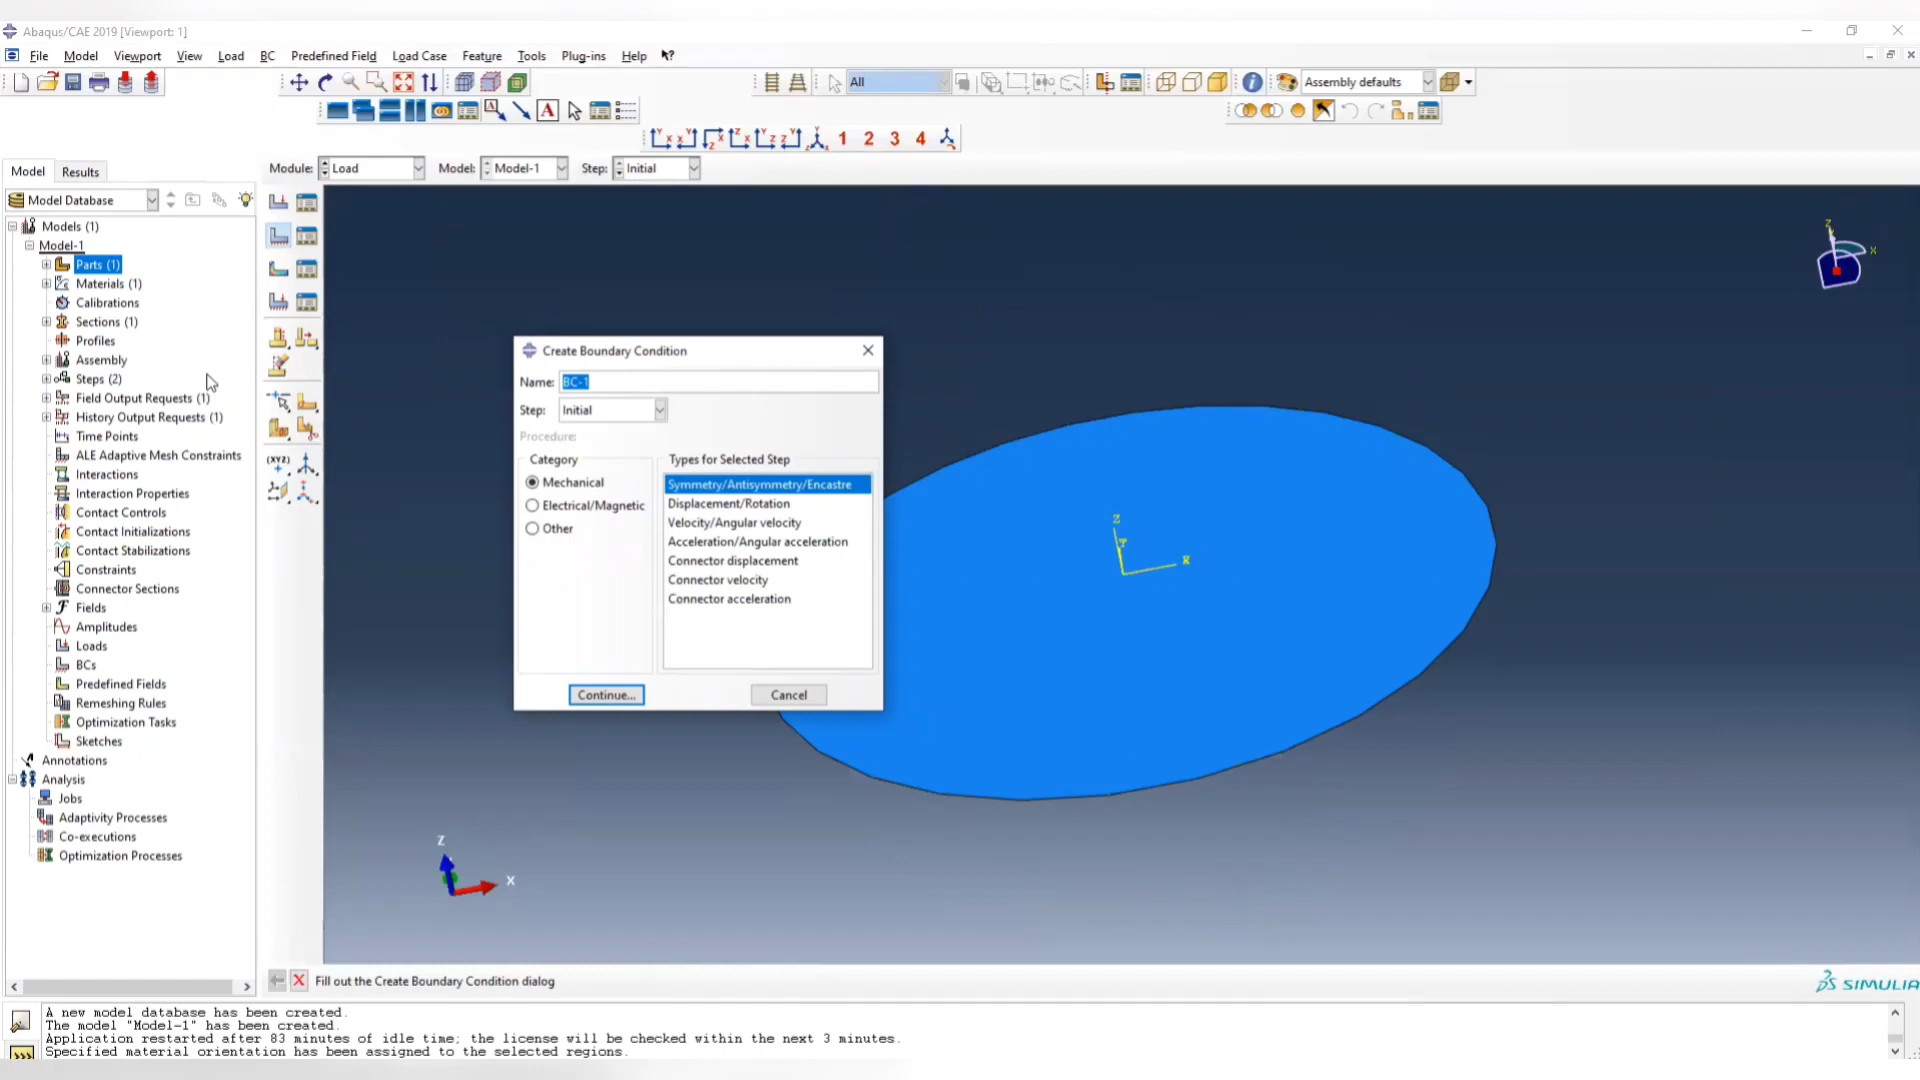 Abaqus/CAE 2019 [Viewport: 1]
File Model Viewport View Load BC Predefined Field Load Case Feature Tools Plug-ins Help
All
Assembly defaults
1 2 3 4
Model Results
Module: Load Model: Model-1 Step: Initial
Model Database
Models (1)
Model-1
Parts (1)
Materials (1)
Calibrations
Sections (1)
Profiles
Assembly
Steps (2)
Field Output Requests (1)
History Output Requests (1)
Time Points
ALE Adaptive Mesh Constraints
Interactions
Interaction Properties
Contact Controls
Contact Initializations
Contact Stabilizations
Constraints
Connector Sections
Fields
Amplitudes
Loads
BCs
Predefined Fields
Remeshing Rules
Optimization Tasks
Sketches
Annotations
Analysis
Jobs
Adaptivity Processes
Co-executions
Optimization Processes
(XYZ)
Create Boundary Condition
Name: BC-1
Step: Initial
Procedure:
Category
Mechanical
Electrical/Magnetic
Other
Types for Selected Step
Symmetry/Antisymmetry/Encastre
Displacement/Rotation
Velocity/Angular velocity
Acceleration/Angular acceleration
Connector displacement
Connector velocity
Connector acceleration
Continue... Cancel
Z
X
Z
Y
X
Z
X
Fill out the Create Boundary Condition dialog
SIMULIA
A new model database has been created.
The model "Model-1" has been created.
Application restarted after 83 minutes of idle time; the license will be checked within the next 3 minutes.
Specified material orientation has been assigned to the selected regions.
>>>